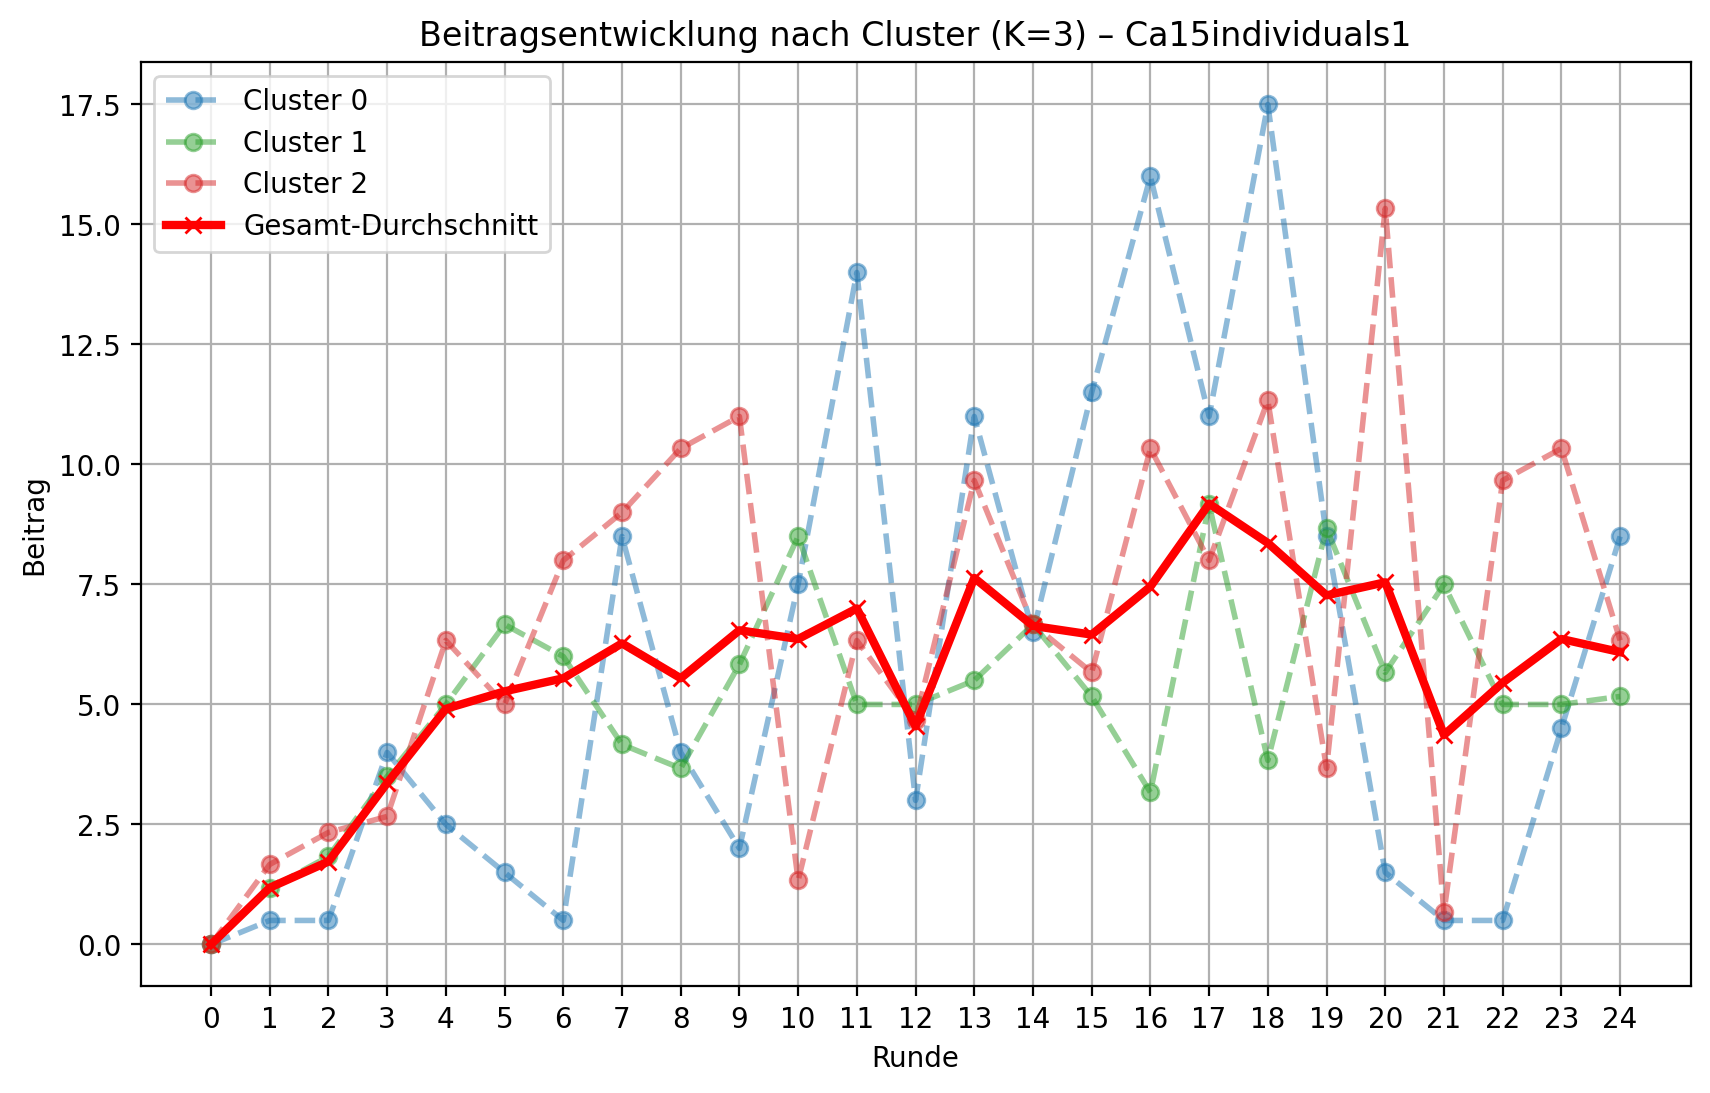 Beitragsentwicklung nach Cluster (K=3) – Ca15individuals1
Cluster 0
Cluster 1
Cluster 2
Gesamt-Durchschnitt
Beitrag
17.5
15.0
12.5
10.0
7.5
5.0
2.5
0.0
0 1 2 3 4 5 6 7 8 9 10 11 12 13 14 15 16 17 18 19 20 21 22 23 24
Runde